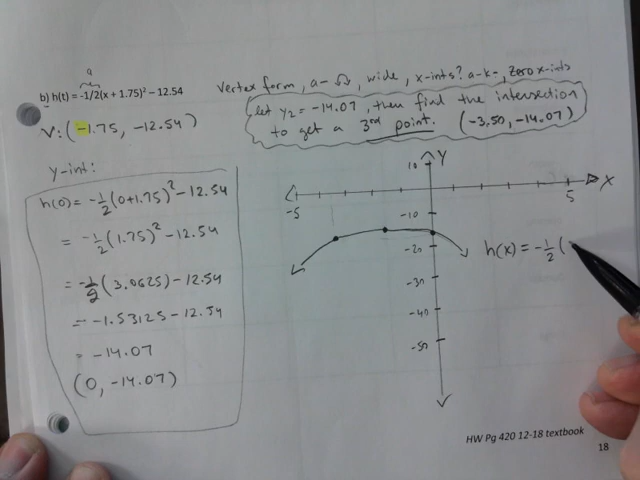 a
b) h(t) = -1/2(x + 1.75)² – 12.54
Vertex form, a-, wide, x-ints? a-k-, zero x-ints
V: (-1.75, -12.54)
let y₂ = -14.07, then find the intersection
to get a 3rd point. (-3.50, -14.07)
y-int:
h(0) = -1/2(0+1.75)² -12.54
= -1/2(1.75)² -12.54
= -1/2(3.0625) -12.54
= -1.53125 -12.54
= -14.07
(0, -14.07)
Y
10
-5
5
X
-10
-20
-30
-40
-50
h(x) = -1/2(
HW Pg 420 12-18 textbook
18